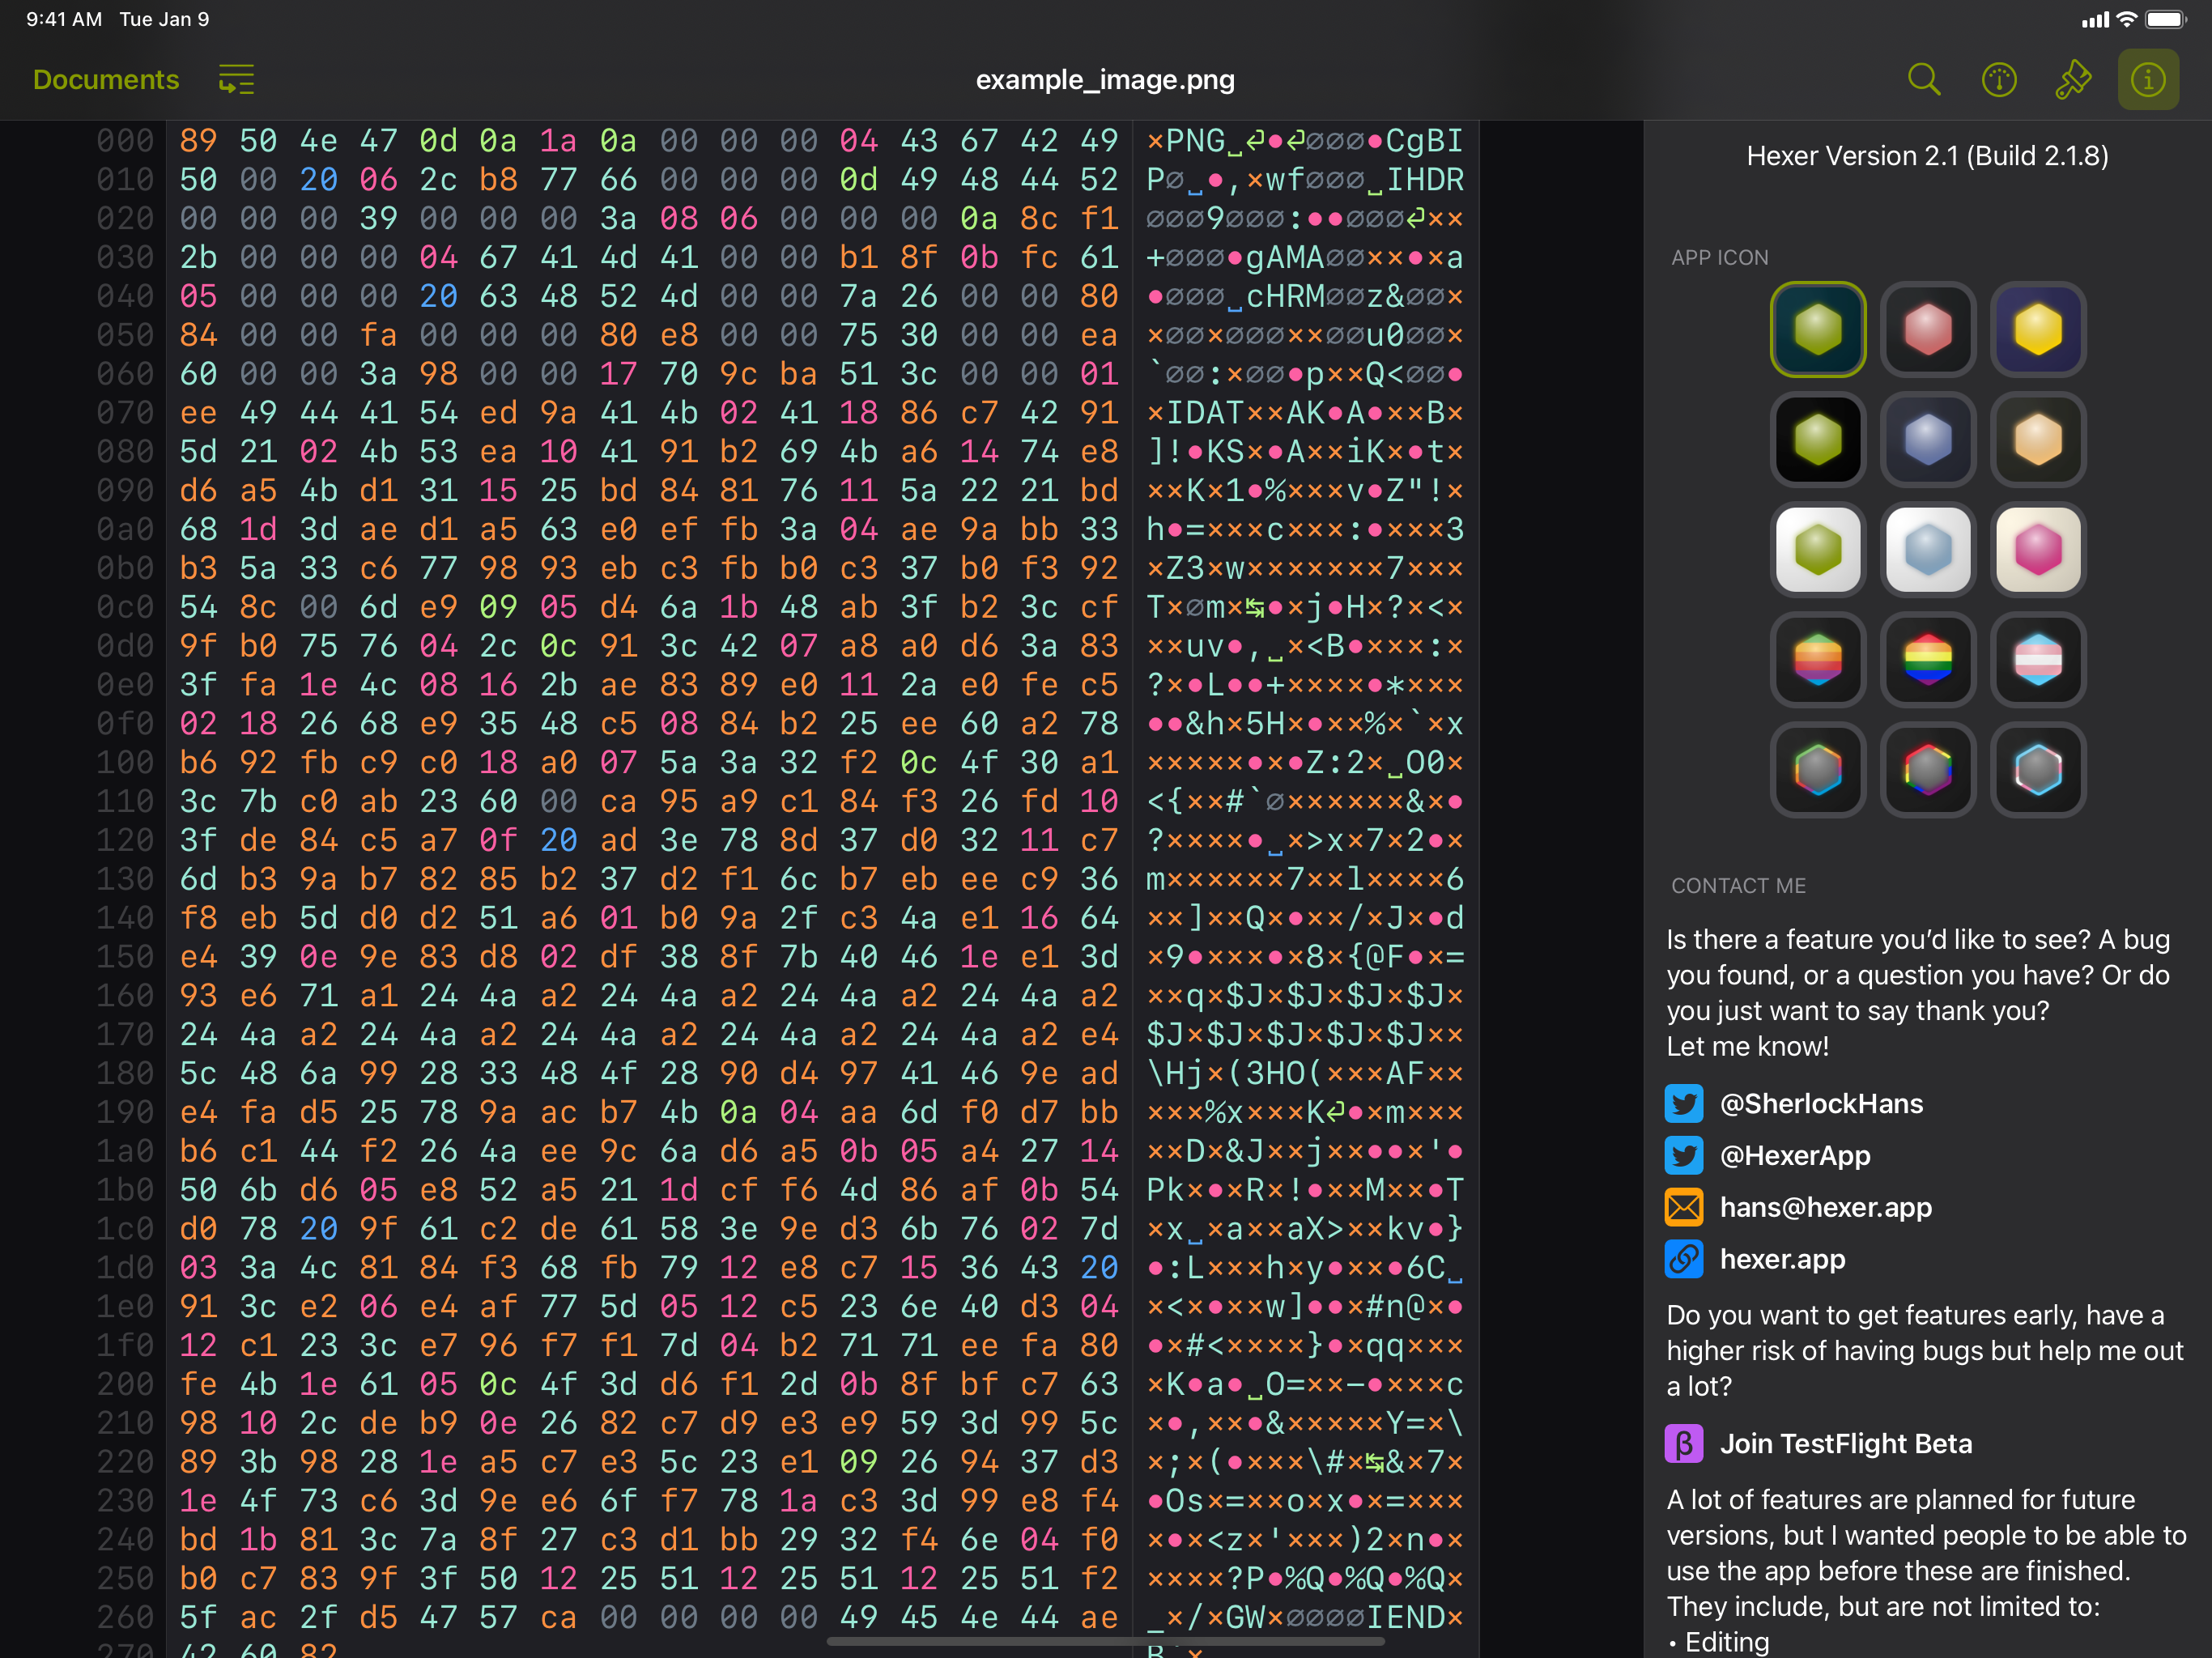 9:41 AM Tue Jan 9
Documents
example_image.png
000 89 50 4e 47 0d 0a 1a 0a 00 00 00 04 43 67 42 49 ×PNG␣⏎•⏎∅∅∅•CgBI
010 50 00 20 06 2c b8 77 66 00 00 00 0d 49 48 44 52 P∅␣•,×wf∅∅∅␣IHDR
020 00 00 00 39 00 00 00 3a 08 06 00 00 00 0a 8c f1 ∅∅∅9∅∅∅:••∅∅∅⏎××
030 2b 00 00 00 04 67 41 4d 41 00 00 b1 8f 0b fc 61 +∅∅∅•gAMA∅∅××•×a
040 05 00 00 00 20 63 48 52 4d 00 00 7a 26 00 00 80 •∅∅∅␣cHRM∅∅z&∅∅×
050 84 00 00 fa 00 00 00 80 e8 00 00 75 30 00 00 ea ×∅∅×∅∅∅××∅∅u0∅∅×
060 60 00 00 3a 98 00 00 17 70 9c ba 51 3c 00 00 01 `∅∅:×∅∅•p××Q<∅∅•
070 ee 49 44 41 54 ed 9a 41 4b 02 41 18 86 c7 42 91 ×IDAT××AK•A•××B×
080 5d 21 02 4b 53 ea 10 41 91 b2 69 4b a6 14 74 e8 ]!•KS×•A××iK×•t×
090 d6 a5 4b d1 31 15 25 bd 84 81 76 11 5a 22 21 bd ××K×1•%×××v•Z"!×
0a0 68 1d 3d ae d1 a5 63 e0 ef fb 3a 04 ae 9a bb 33 h•=×××c×××:•×××3
0b0 b3 5a 33 c6 77 98 93 eb c3 fb b0 c3 37 b0 f3 92 ×Z3×w×××××××7×××
0c0 54 8c 00 6d e9 09 05 d4 6a 1b 48 ab 3f b2 3c cf T×∅m×↹•×j•H×?×<×
0d0 9f b0 75 76 04 2c 0c 91 3c 42 07 a8 a0 d6 3a 83 ××uv•,␣×<B•×××:×
0e0 3f fa 1e 4c 08 16 2b ae 83 89 e0 11 2a e0 fe c5 ?×•L••+××××•*×××
0f0 02 18 26 68 e9 35 48 c5 08 84 b2 25 ee 60 a2 78 ••&h×5H×•××%×`×x
100 b6 92 fb c9 c0 18 a0 07 5a 3a 32 f2 0c 4f 30 a1 ×××××•×•Z:2×␣O0×
110 3c 7b c0 ab 23 60 00 ca 95 a9 c1 84 f3 26 fd 10 <{××#`∅××××××&×•
120 3f de 84 c5 a7 0f 20 ad 3e 78 8d 37 d0 32 11 c7 ?××××•␣×>x×7×2•×
130 6d b3 9a b7 82 85 b2 37 d2 f1 6c b7 eb ee c9 36 m××××××7××l××××6
140 f8 eb 5d d0 d2 51 a6 01 b0 9a 2f c3 4a e1 16 64 ××]××Q×•××/×J×•d
150 e4 39 0e 9e 83 d8 02 df 38 8f 7b 40 46 1e e1 3d ×9•×××•×8×{@F•×=
160 93 e6 71 a1 24 4a a2 24 4a a2 24 4a a2 24 4a a2 ××q×$J×$J×$J×$J×
170 24 4a a2 24 4a a2 24 4a a2 24 4a a2 24 4a a2 e4 $J×$J×$J×$J×$J××
180 5c 48 6a 99 28 33 48 4f 28 90 d4 97 41 46 9e ad \Hj×(3HO(×××AF××
190 e4 fa d5 25 78 9a ac b7 4b 0a 04 aa 6d f0 d7 bb ×××%x×××K⏎•×m×××
1a0 b6 c1 44 f2 26 4a ee 9c 6a d6 a5 0b 05 a4 27 14 ××D×&J××j××••×'•
1b0 50 6b d6 05 e8 52 a5 21 1d cf f6 4d 86 af 0b 54 Pk×•×R×!•××M××•T
1c0 d0 78 20 9f 61 c2 de 61 58 3e 9e d3 6b 76 02 7d ×x␣×a××aX>××kv•}
1d0 03 3a 4c 81 84 f3 68 fb 79 12 e8 c7 15 36 43 20 •:L×××h×y•××•6C␣
1e0 91 3c e2 06 e4 af 77 5d 05 12 c5 23 6e 40 d3 04 ×<×•××w]••×#n@×•
1f0 12 c1 23 3c e7 96 f7 f1 7d 04 b2 71 71 ee fa 80 •×#<××××}•×qq×××
200 fe 4b 1e 61 05 0c 4f 3d d6 f1 2d 0b 8f bf c7 63 ×K•a•␣O=××-•×××c
210 98 10 2c de b9 0e 26 82 c7 d9 e3 e9 59 3d 99 5c ×•,××•&×××××Y=×\
220 89 3b 98 28 1e a5 c7 e3 5c 23 e1 09 26 94 37 d3 ×;×(•×××\#×↹&×7×
230 1e 4f 73 c6 3d 9e e6 6f f7 78 1a c3 3d 99 e8 f4 •Os×=××o×x•×=×××
240 bd 1b 81 3c 7a 8f 27 c3 d1 bb 29 32 f4 6e 04 f0 ×•×<z×'×××)2×n•×
250 b0 c7 83 9f 3f 50 12 25 51 12 25 51 12 25 51 f2 ××××?P•%Q•%Q•%Q×
260 5f ac 2f d5 47 57 ca 00 00 00 00 49 45 4e 44 ae _×/×GW×∅∅∅∅IEND×
270 42 60 82 B`×
Hexer Version 2.1 (Build 2.1.8)
APP ICON
CONTACT ME
Is there a feature you’d like to see? A bug
you found, or a question you have? Or do
you just want to say thank you?
Let me know!
@SherlockHans
@HexerApp
hans@hexer.app
hexer.app
Do you want to get features early, have a
higher risk of having bugs but help me out
a lot?
β Join TestFlight Beta
A lot of features are planned for future
versions, but I wanted people to be able to
use the app before these are finished.
They include, but are not limited to:
• Editing